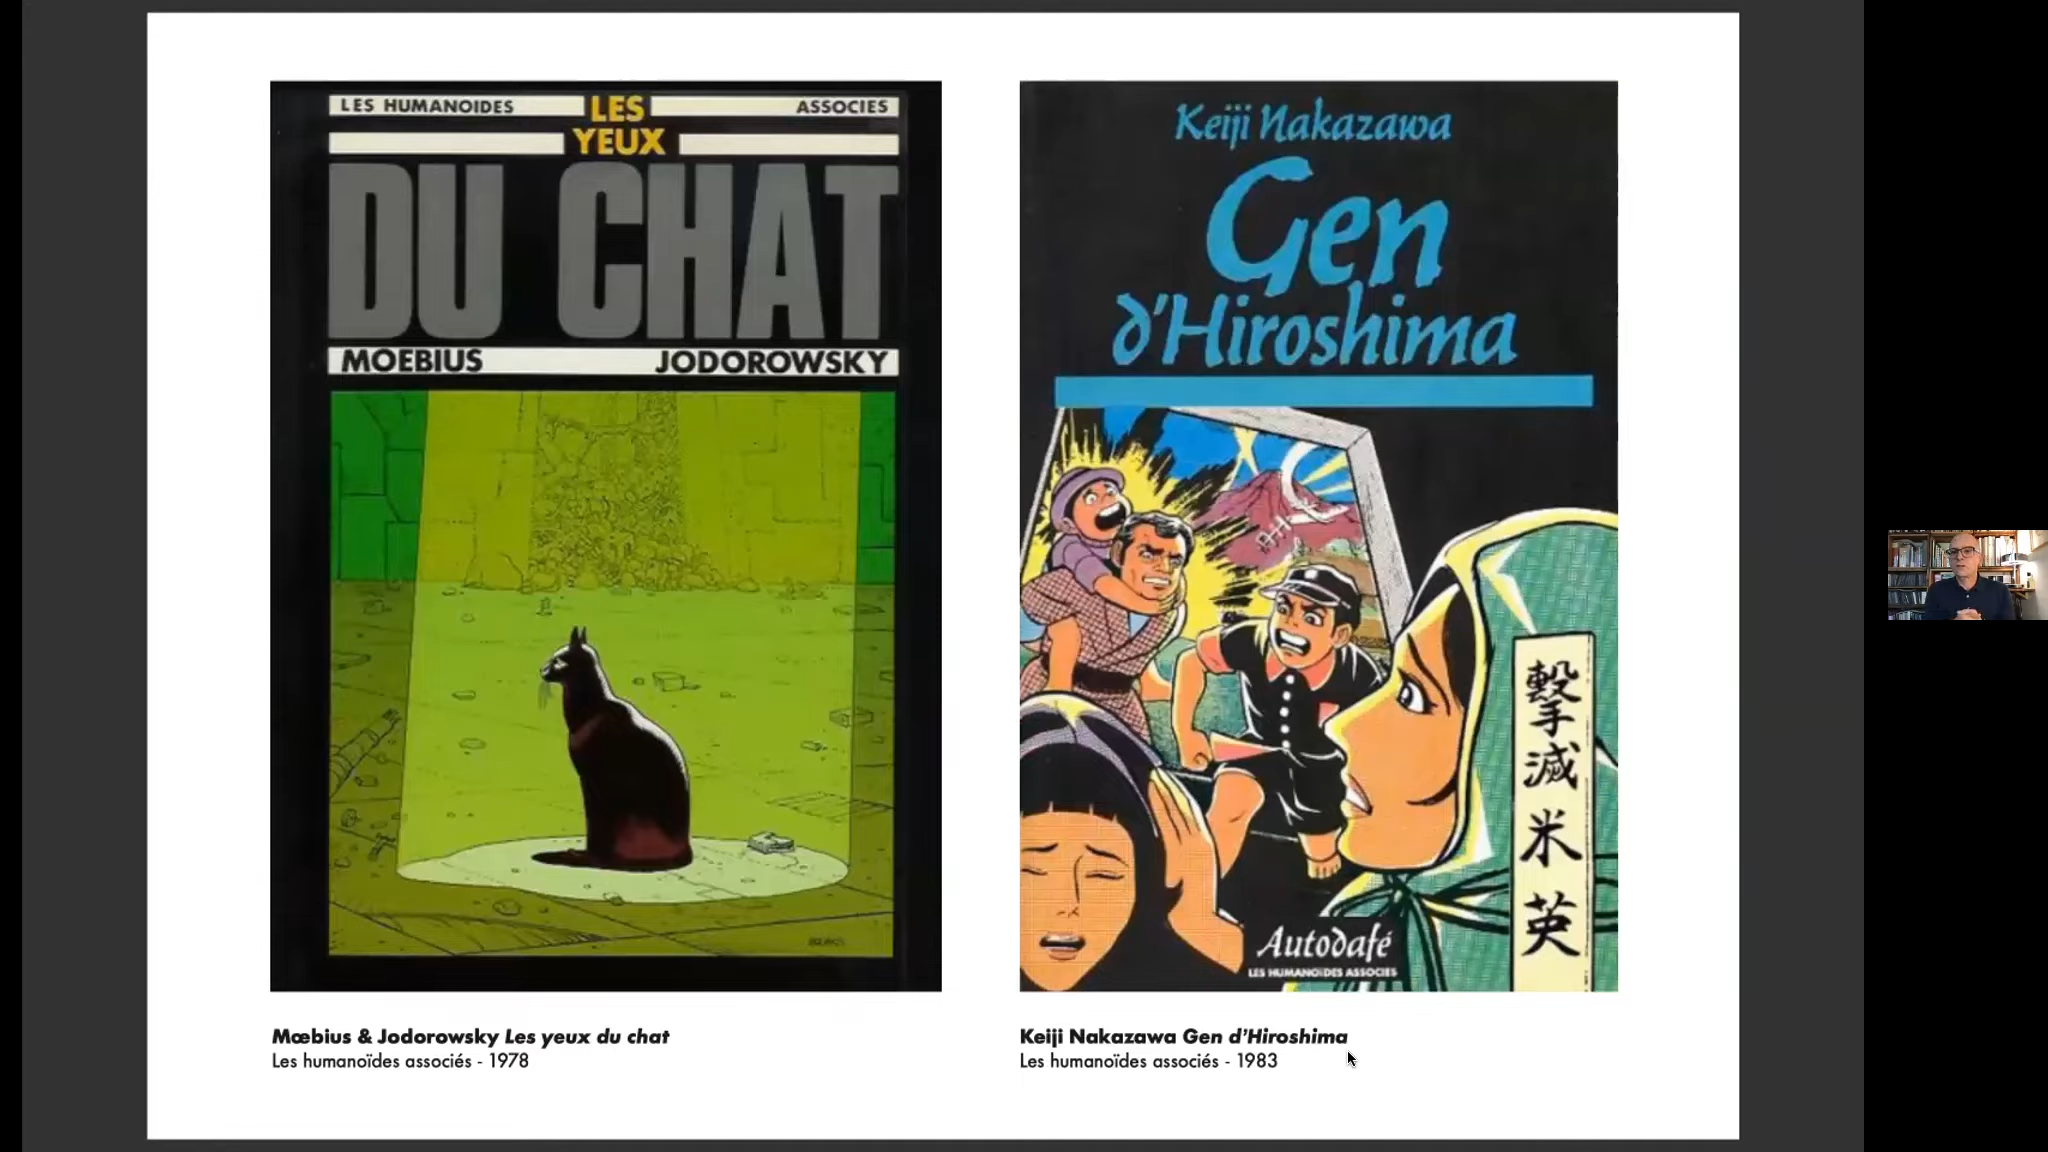 LES HUMANOIDES
LES
ASSOCIES
YEUX
DU CHAT
MOEBIUS
JODOROWSKY
Keiji Nakazawa
Gen
d'Hiroshima
撃滅米英
Autodafé
LES HUMANOÏDES ASSOCIES
Mœbius & Jodorowsky Les yeux du chat
Les humanoïdes associés - 1978
Keiji Nakazawa Gen d'Hiroshima
Les humanoïdes associés - 1983